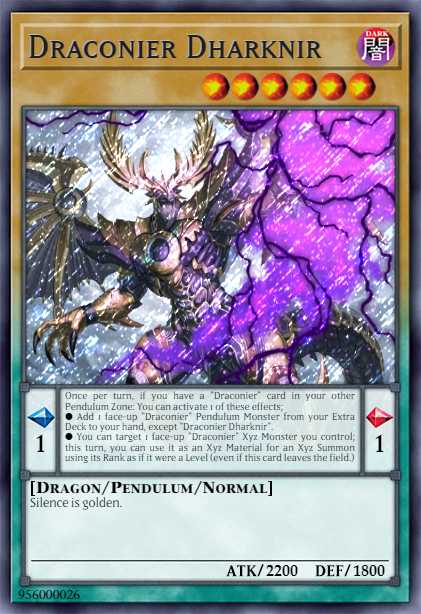 Draconier Dharknir
DARK
闇
Once per turn, if you have a "Draconier" card in your other
Pendulum Zone: You can activate 1 of these effects;
● Add 1 face-up "Draconier" Pendulum Monster from your Extra
Deck to your hand, except "Draconier Dharknir".
● You can target 1 face-up "Draconier" Xyz Monster you control;
this turn, you can use it as an Xyz Material for an Xyz Summon
using its Rank as if it were a Level (even if this card leaves the field.)
1
1
[Dragon/Pendulum/Normal]
Silence is golden.
ATK/2200 DEF/1800
956000026